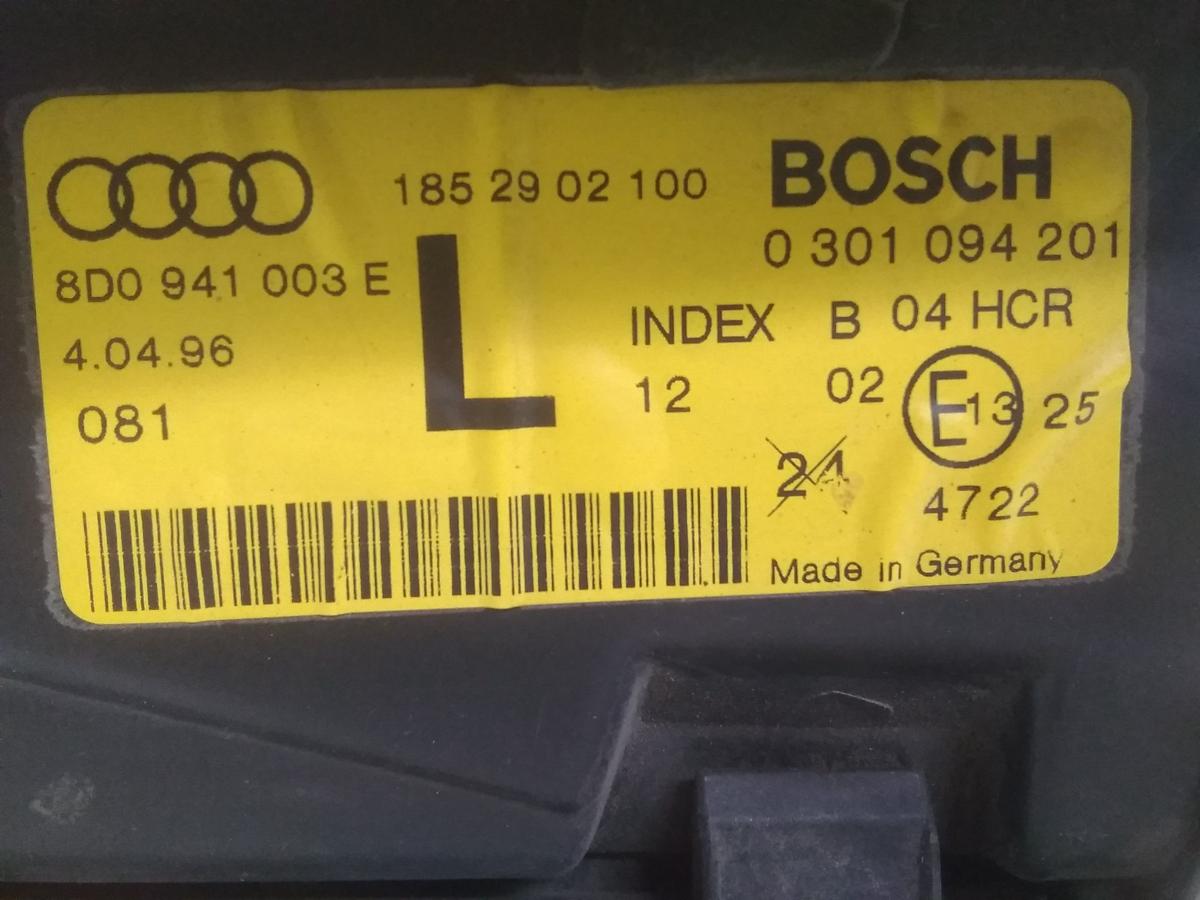 185 29 02 100
BOSCH
8D0 941 003 E
L
0 301 094 201
4.04.96
INDEX B 04 HCR
081
12 02 E13 25
24
4722
Made in Germany